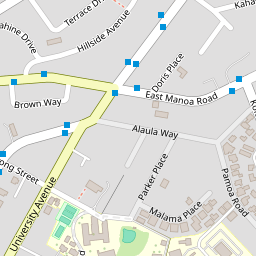 Kaha
Terrace Dr
ahine Drive
Hillside Avenue
Doris Place
Brown Way
East Manoa Road
Alaula Way
ong Street
Parker Place
Pamoa Road
University Avenue
Malama Place